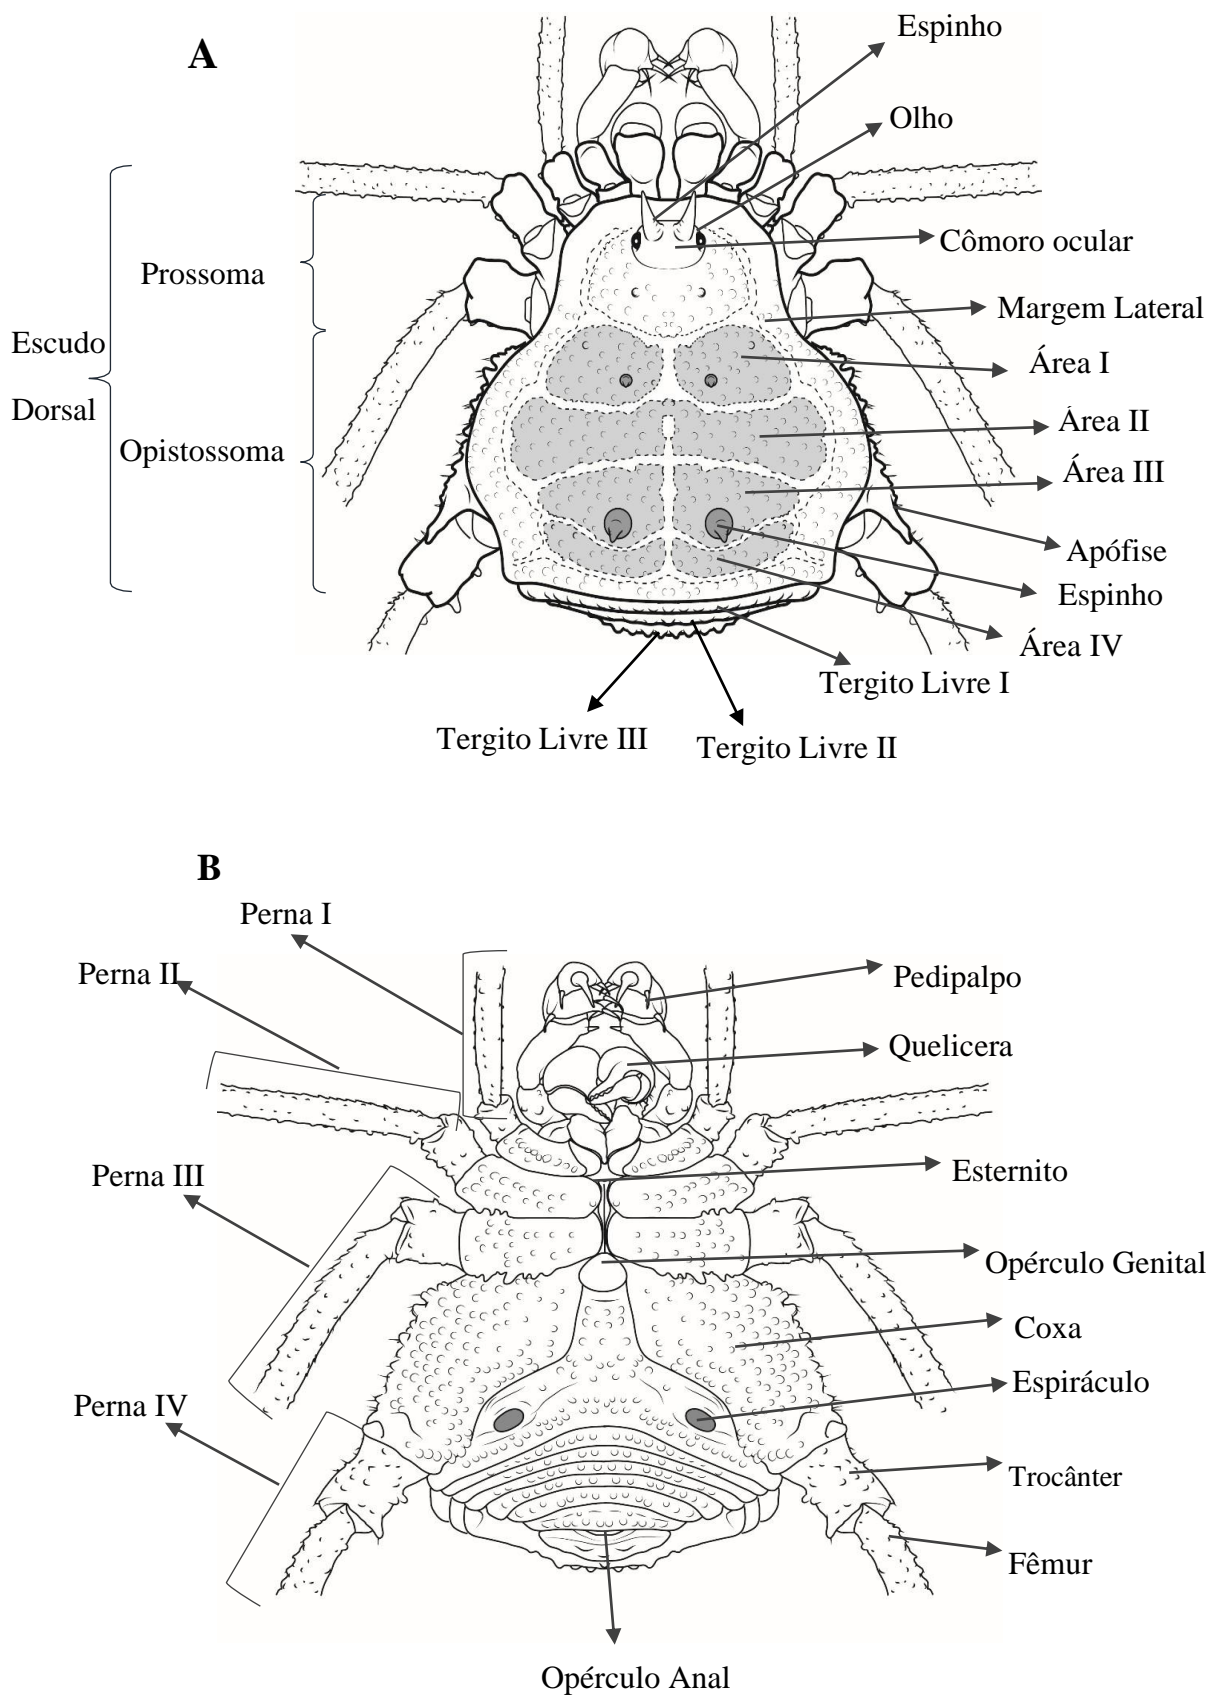 A
Espinho
Olho
Cômoro ocular
Prossoma
Margem Lateral
Escudo
Dorsal
Área I
Área II
Opistossoma
Área III
Apófise
Espinho
Área IV
Tergito Livre I
Tergito Livre III
Tergito Livre II
B
Perna I
Perna II
Pedipalpo
Quelicera
Perna III
Esternito
Opérculo Genital
Coxa
Espiráculo
Perna IV
Trocânter
Fêmur
Opérculo Anal